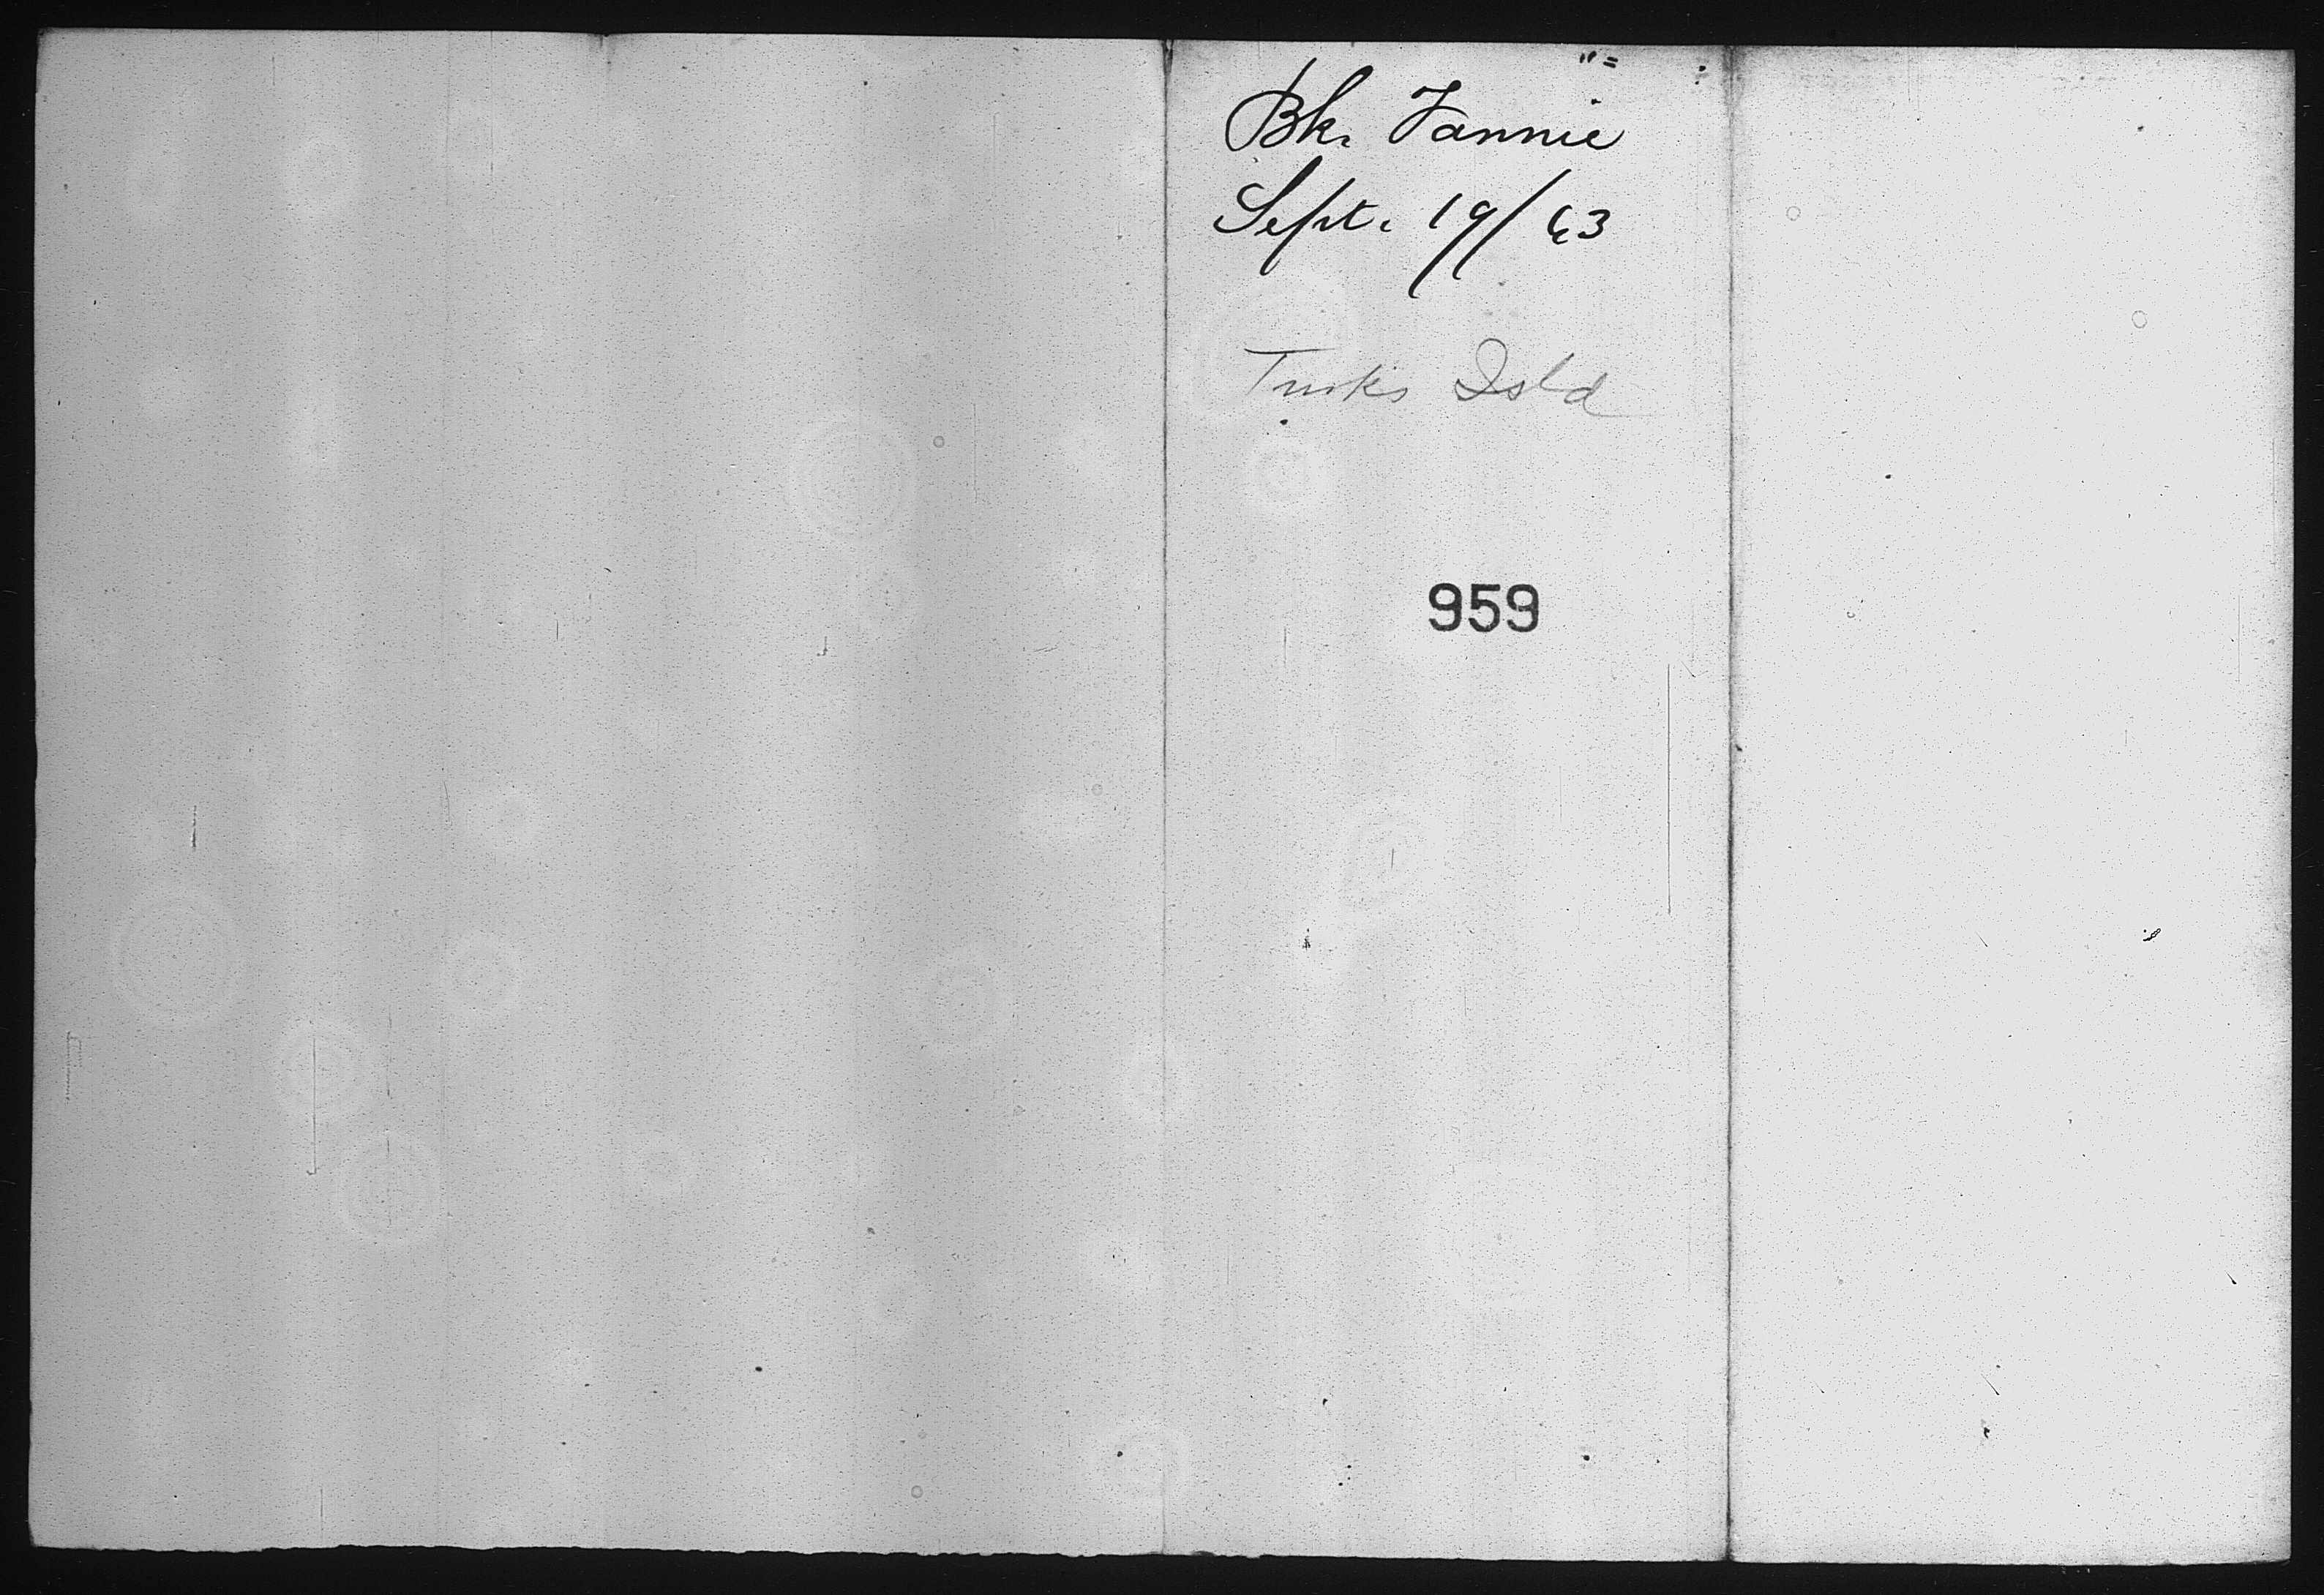 Bk. Fannie
Sept. 19/63
Turks Isld
959